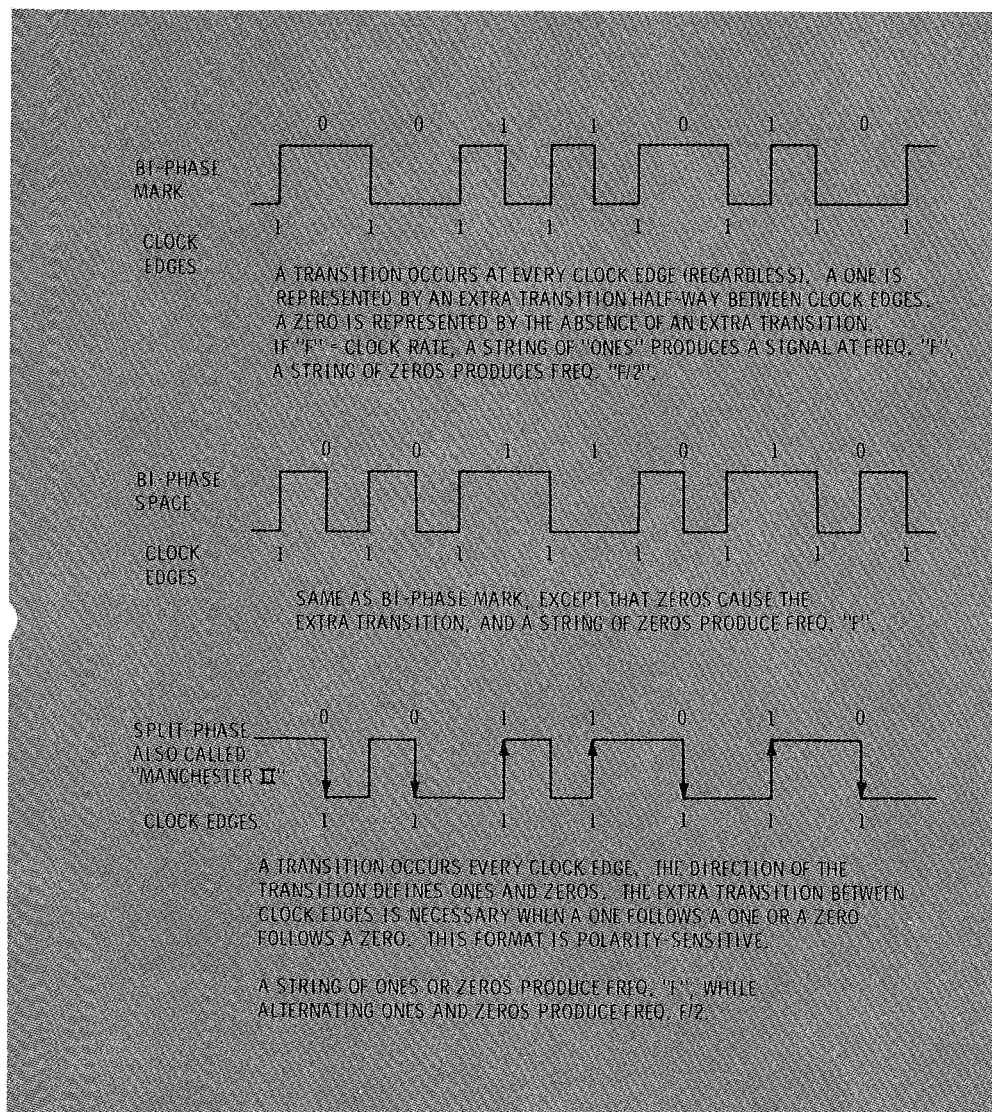 0 0 1 1 0 1 0
BI-PHASE
MARK
1 1 1 1 1 1 1 1
CLOCK
EDGES
A TRANSITION OCCURS AT EVERY CLOCK EDGE (REGARDLESS). A ONE IS
REPRESENTED BY AN EXTRA TRANSITION HALF-WAY BETWEEN CLOCK EDGES.
A ZERO IS REPRESENTED BY THE ABSENCE OF AN EXTRA TRANSITION.
IF "F" = CLOCK RATE, A STRING OF "ONES" PRODUCES A SIGNAL AT FREQ. "F",
A STRING OF ZEROS PRODUCES FREQ. "F/2".
0 0 1 1 0 1 0
BI-PHASE
SPACE
1 1 1 1 1 1 1 1
CLOCK
EDGES
SAME AS BI-PHASE MARK, EXCEPT THAT ZEROS CAUSE THE
EXTRA TRANSITION, AND A STRING OF ZEROS PRODUCE FREQ. "F".
0 0 1 1 0 1 0
SPLIT-PHASE
ALSO CALLED
"MANCHESTER II"
CLOCK EDGES 1 1 1 1 1 1 1
A TRANSITION OCCURS EVERY CLOCK EDGE. THE DIRECTION OF THE
TRANSITION DEFINES ONES AND ZEROS. THE EXTRA TRANSITION BETWEEN
CLOCK EDGES IS NECESSARY WHEN A ONE FOLLOWS A ONE OR A ZERO
FOLLOWS A ZERO. THIS FORMAT IS POLARITY-SENSITIVE.
A STRING OF ONES OR ZEROS PRODUCE FREQ. "F", WHILE
ALTERNATING ONES AND ZEROS PRODUCE FREQ. F/2.